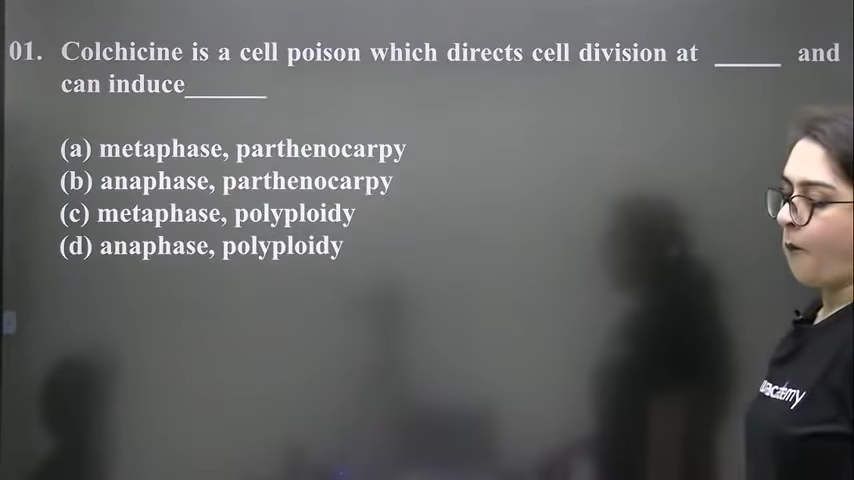 01. Colchicine is a cell poison which directs cell division at _____ and
can induce______
(a) metaphase, parthenocarpy
(b) anaphase, parthenocarpy
(c) metaphase, polyploidy
(d) anaphase, polyploidy
unacademy